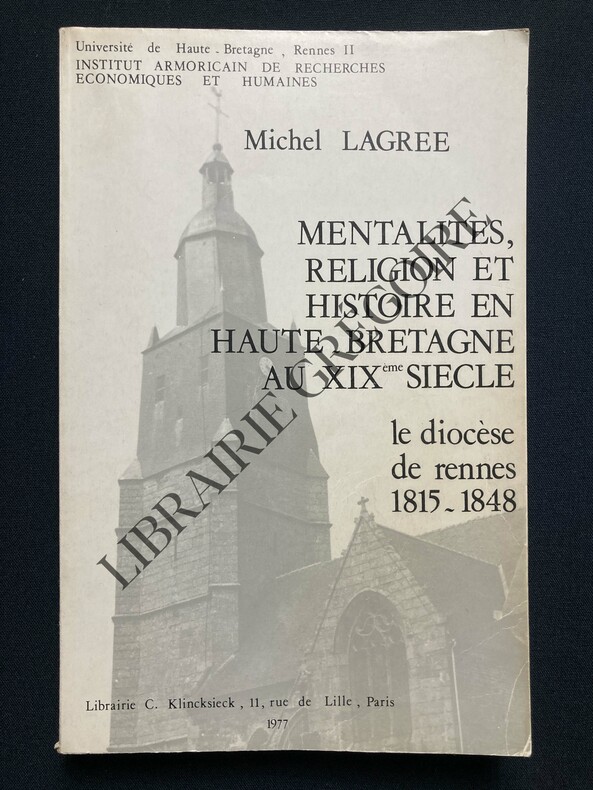 Université de Haute - Bretagne , Rennes II
INSTITUT ARMORICAIN DE RECHERCHES
ECONOMIQUES ET HUMAINES
Michel LAGREE
MENTALITES,
RELIGION ET
HISTOIRE EN
HAUTE-BRETAGNE
AU XIXème SIECLE
le diocèse
de rennes
1815-1848
LIBRAIRIE GRÉGOIRE
Librairie C. Klincksieck , 11, rue de Lille , Paris
1977